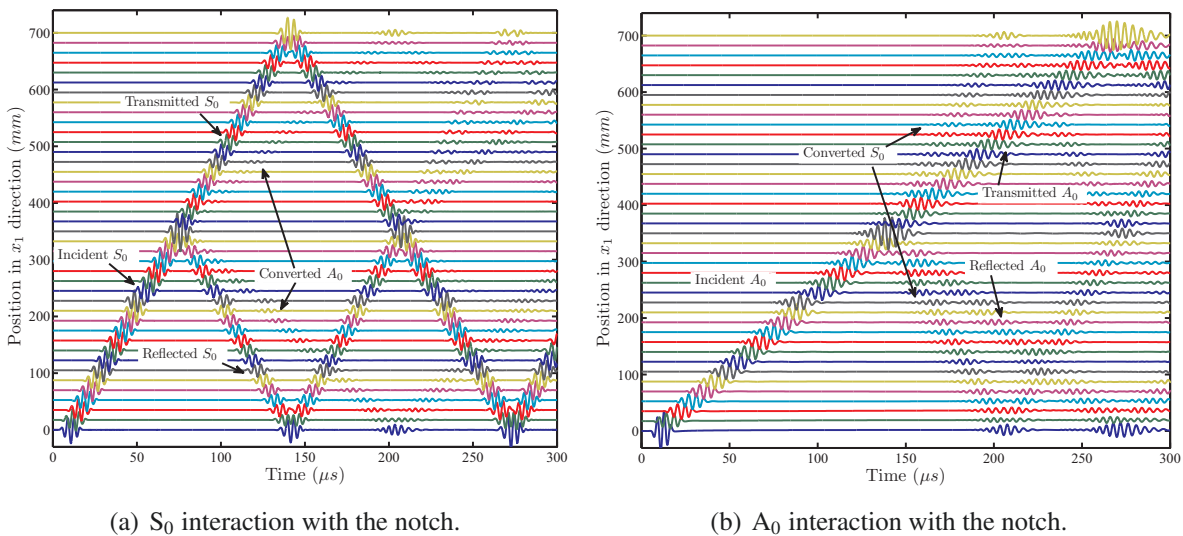 Position in x₁ direction (mm)
700
600
500
400
300
200
100
0
Transmitted S₀
Incident S₀
Converted A₀
Reflected S₀
0 50 100 150 200 250 300
Time (μs)
(a) S₀ interaction with the notch.
Position in x₁ direction (mm)
700
600
500
400
300
200
100
0
Converted S₀
Transmitted A₀
Reflected A₀
Incident A₀
0 50 100 150 200 250 300
Time (μs)
(b) A₀ interaction with the notch.